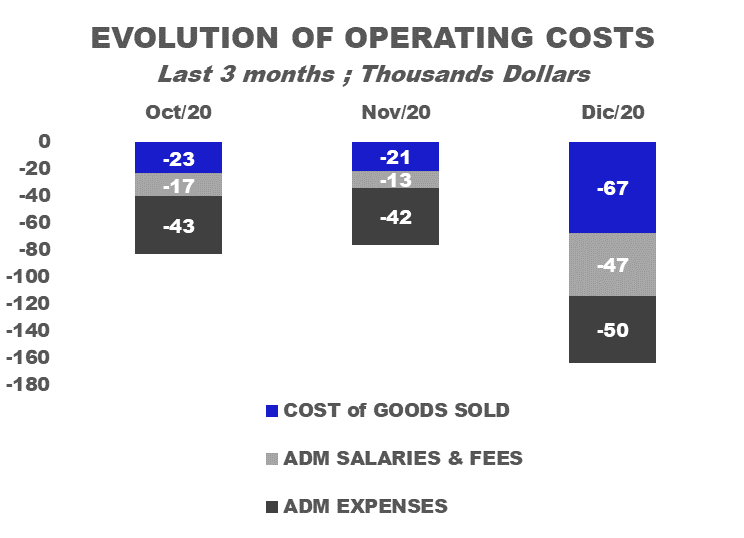 EVOLUTION OF OPERATING COSTS
Last 3 months ; Thousands Dollars
Oct/20 Nov/20 Dic/20
0
-20
-40
-60
-80
-100
-120
-140
-160
-180
-23 -21 -67
-17 -13 -47
-43 -42 -50
COST of GOODS SOLD
ADM SALARIES & FEES
ADM EXPENSES